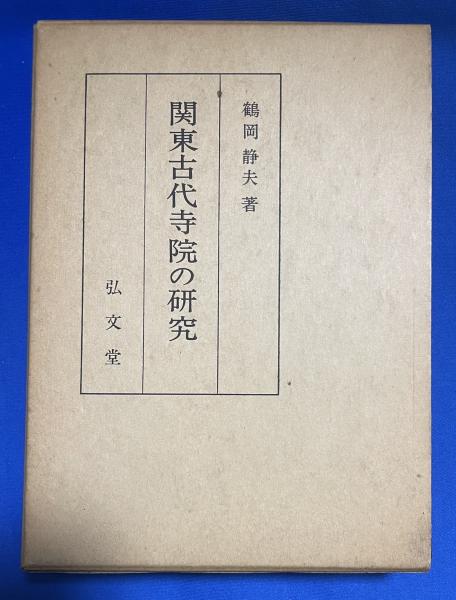 鶴岡静夫著
関東古代寺院の研究
弘文堂